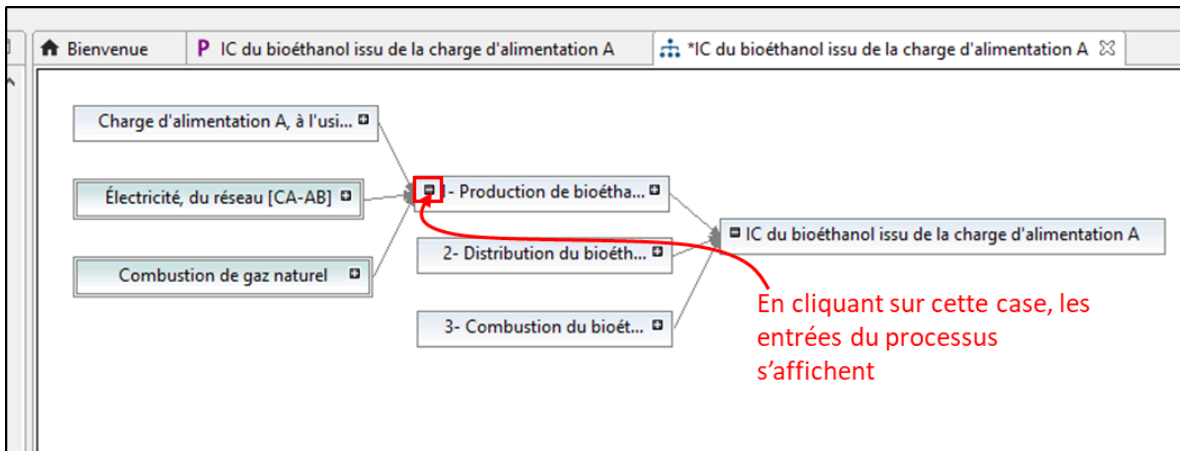 Bienvenue
P IC du bioéthanol issu de la charge d'alimentation A
*IC du bioéthanol issu de la charge d'alimentation A
Charge d'alimentation A, à l'usi...
Électricité, du réseau [CA-AB]
1- Production de bioétha...
IC du bioéthanol issu de la charge d'alimentation A
2- Distribution du bioéth...
Combustion de gaz naturel
3- Combustion du bioét...
En cliquant sur cette case, les
entrées du processus
s'affichent